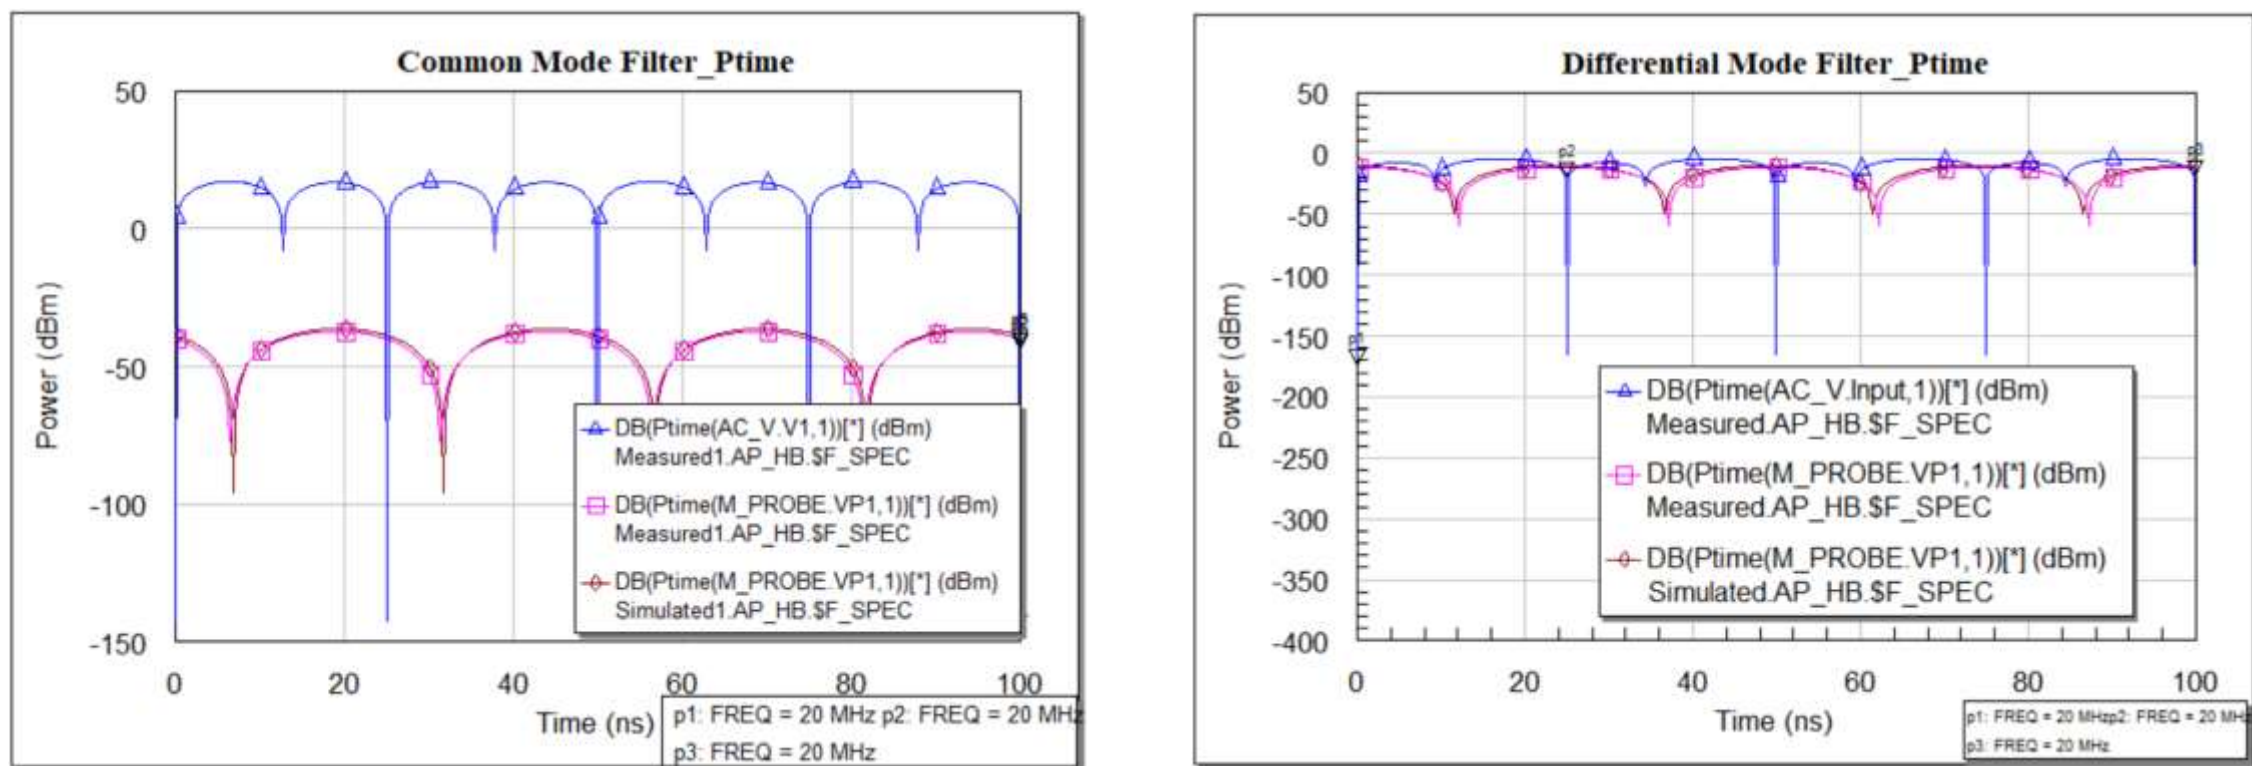 Common Mode Filter_Ptime
50
0
-50
-100
-150
Power (dBm)
0 20 40 60 80 100
Time (ns)
DB(Ptime(AC_V.V1,1))[*] (dBm)
Measured1.AP_HB.$F_SPEC
DB(Ptime(M_PROBE.VP1,1))[*] (dBm)
Measured1.AP_HB.$F_SPEC
DB(Ptime(M_PROBE.VP1,1))[*] (dBm)
Simulated1.AP_HB.$F_SPEC
p1: FREQ = 20 MHz p2: FREQ = 20 MHz
p3: FREQ = 20 MHz
Differential Mode Filter_Ptime
50
0
-50
-100
-150
-200
-250
-300
-350
-400
Power (dBm)
p2
0 20 40 60 80 100
Time (ns)
DB(Ptime(AC_V.Input,1))[*] (dBm)
Measured.AP_HB.$F_SPEC
DB(Ptime(M_PROBE.VP1,1))[*] (dBm)
Measured.AP_HB.$F_SPEC
DB(Ptime(M_PROBE.VP1,1))[*] (dBm)
Simulated.AP_HB.$F_SPEC
p1: FREQ = 20 MHzp2: FREQ = 20 MHz
p3: FREQ = 20 MHz